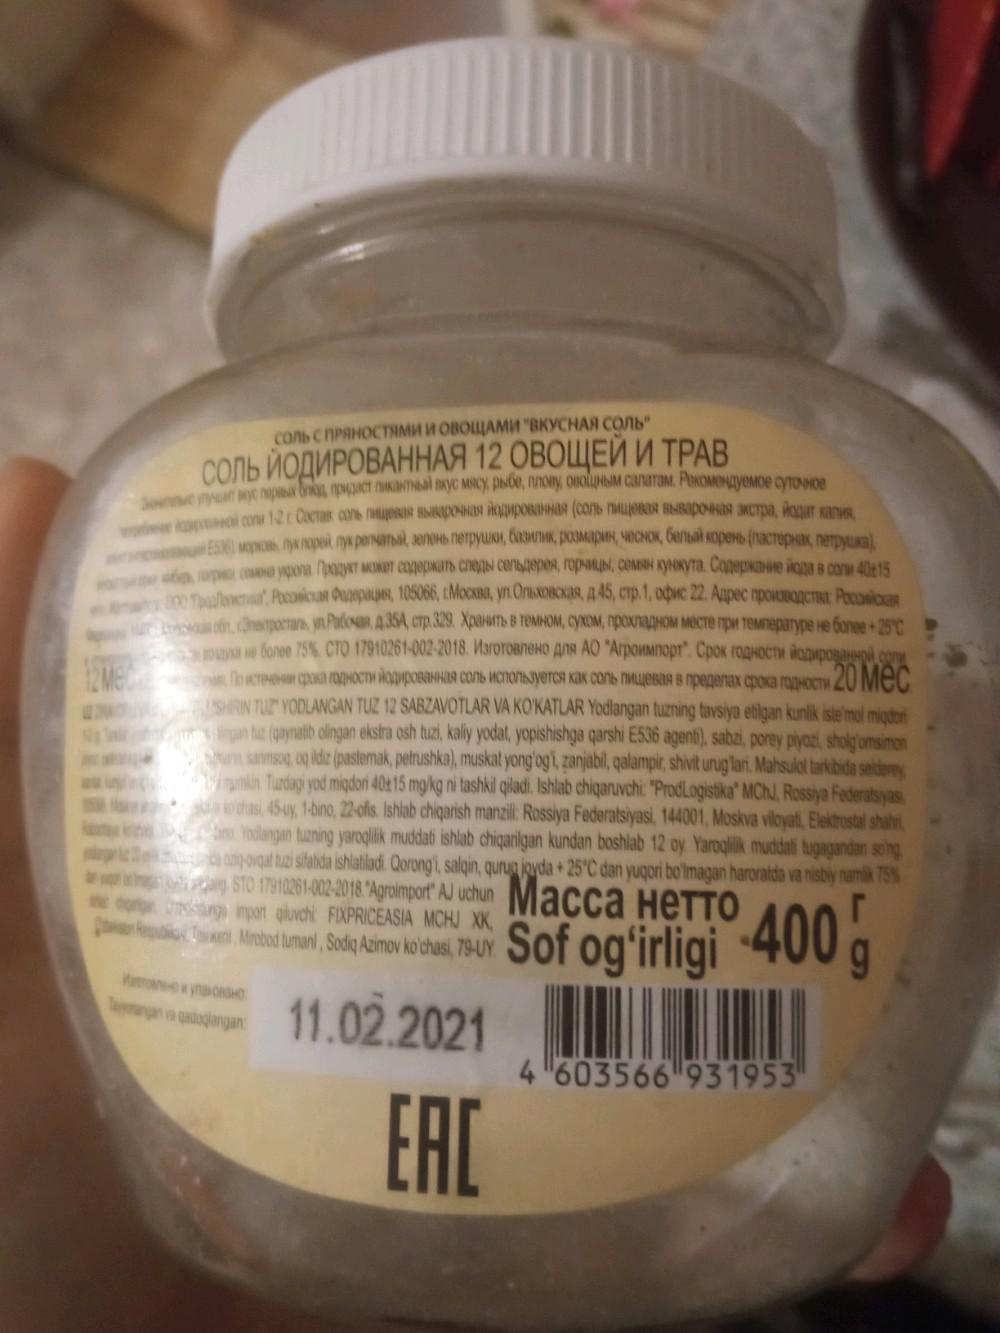 СОЛЬ С ПРЯНОСТЯМИ И ОВОЩАМИ "ВКУСНАЯ СОЛЬ"
СОЛЬ ЙОДИРОВАННАЯ 12 ОВОЩЕЙ И ТРАВ
улучшит вкус первых блюд, придаст пикантный вкус мясу, рыбе, плову, овощным салатам. Рекомендуемое суточное
потребление йодированной соли 1-2 г. Состав: соль пищевая выварочная йодированная (соль пищевая выварочная экстра, йодат калия,
Е536), морковь, лук порей, лук репчатый, зелень петрушки, базилик, розмарин, чеснок, белый корень (пастернак, петрушка),
имбирь, паприка, семена укропа. Продукт может содержать следы сельдерея, горчицы, семян кунжута. Содержание йода в соли 40±15
ООО "ПродЛогистика", Российская Федерация, 105066, г.Москва, ул.Ольховская, д.45, стр.1, офис 22. Адрес производства: Российская
г.Электросталь, ул.Рабочая, д.35А, стр.329. Хранить в темном, сухом, прохладном месте при температуре не более + 25°С
воздуха не более 75%. СТО 17910261-002-2018. Изготовлено для АО "Агроимпорт". Срок годности йодированной соли
12 мес По истечении срока годности йодированная соль используется как соль пищевая в пределах срока годности 20 мес
UZ "SHIRIN TUZ" YODLANGAN TUZ 12 SABZAVOTLAR VA KO'KATLAR Yodlangan tuzning tavsiya etilgan kunlik iste'mol miqdori
tuz (qaynatib olingan ekstra osh tuzi, kaliy yodat, yopishishga qarshi E536 agenti), sabzi, porey piyozi, sholg'omsimon
sarimsoq, oq ildiz (pasternak, petrushka), muskat yong'og'i, zanjabil, qalampir, shivit urug'lari. Mahsulot tarkibida selderey,
mumkin. Tuzdagi yod miqdori 40±15 mg/kg ni tashkil qiladi. Ishlab chiqaruvchi: "ProdLogistika" MChJ, Rossiya Federatsiyasi,
ko'chasi, 45-uy, 1-bino, 22-ofis. Ishlab chiqarish manzili: Rossiya Federatsiyasi, 144001, Moskva viloyati, Elektrostal shahri,
Yodlangan tuzning yaroqlilik muddati ishlab chiqarilgan kundan boshlab 12 oy. Yaroqlilik muddati tugagandan so'ng,
oziq-ovqat tuzi sifatida ishlatiladi. Qorong'i, salqin, quruq joyda + 25°C dan yuqori bo'lmagan haroratda va nisbiy namlik 75%
dan yuqori bo'lmagan STO 17910261-002-2018."Agroimport" AJ uchun
import qiluvchi: FIXPRICEASIA MCHJ XK,
Toshkent, Mirobod tumani, Sodiq Azimov ko'chasi, 79-UY.
Масса нетто
Sof og'irligi - 400 г
g
Изготовлено и упаковано:
Tayyorlangan va qadoqlangan:
11.02.2021
4 603566 931953
EAC